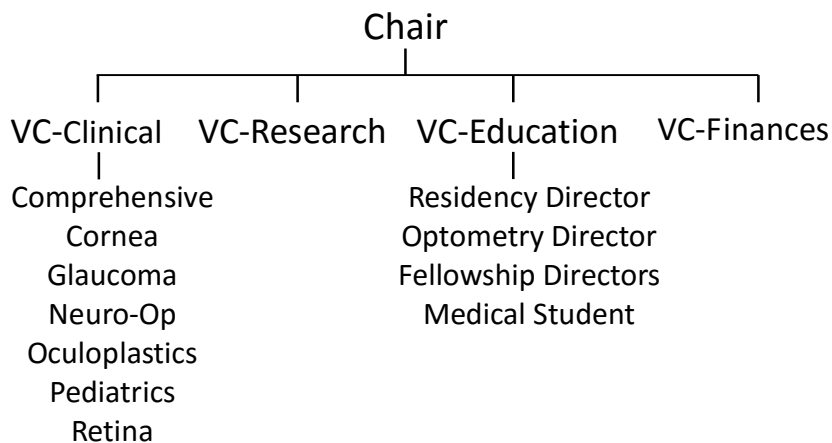 Chair
VC-Clinical VC-Research VC-Education VC-Finances
Comprehensive Residency Director
Cornea Optometry Director
Glaucoma Fellowship Directors
Neuro-Op Medical Student
Oculoplastics
Pediatrics
Retina